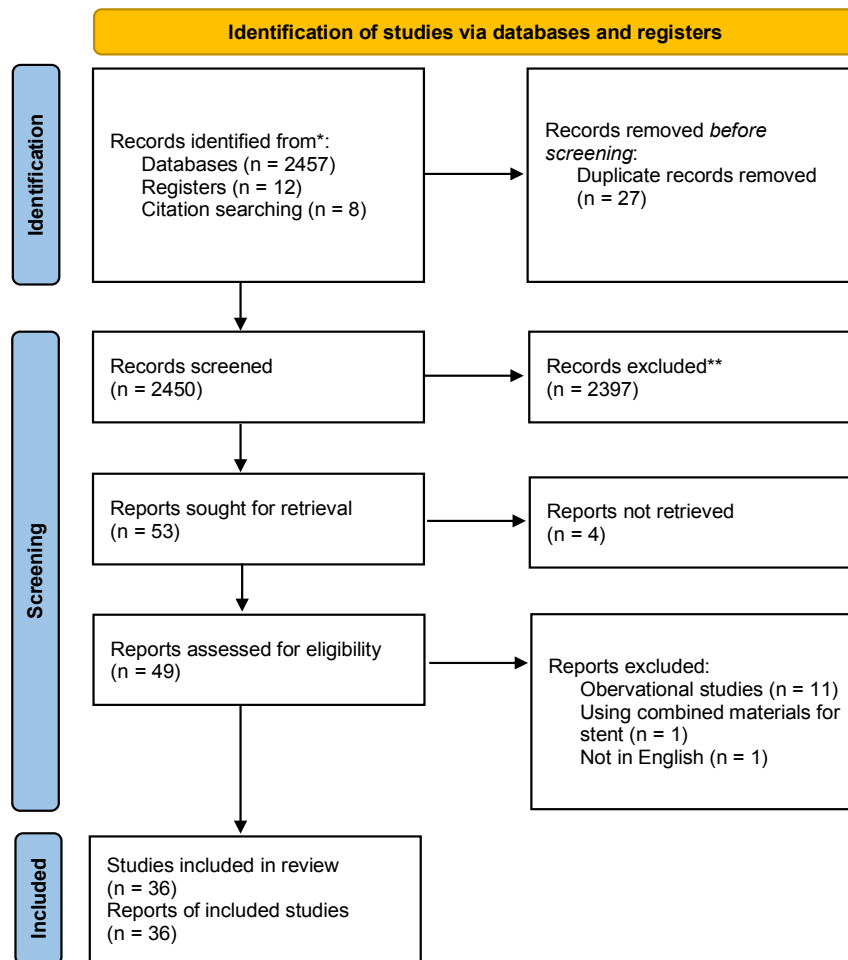 Identification of studies via databases and registers
Identification
Records identified from*:
Databases (n = 2457)
Registers (n = 12)
Citation searching (n = 8)
Records removed before
screening:
Duplicate records removed
(n = 27)
Screening
Records screened
(n = 2450)
Records excluded**
(n = 2397)
Reports sought for retrieval
(n = 53)
Reports not retrieved
(n = 4)
Reports assessed for eligibility
(n = 49)
Reports excluded:
Obervational studies (n = 11)
Using combined materials for
stent (n = 1)
Not in English (n = 1)
Included
Studies included in review
(n = 36)
Reports of included studies
(n = 36)